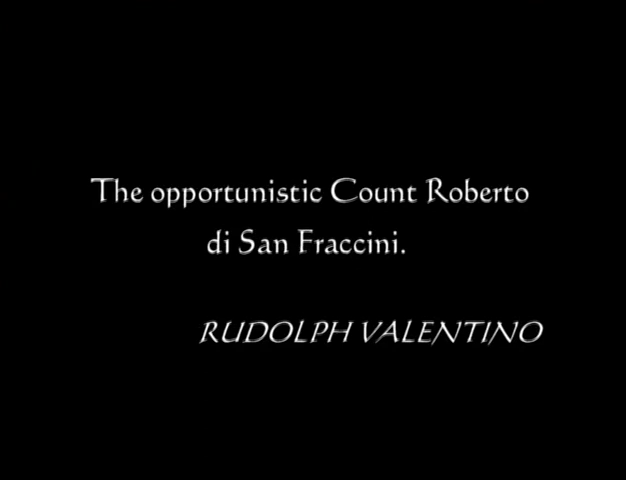 The opportunistic Count Roberto
di San Fraccini.
RUDOLPH VALENTINO